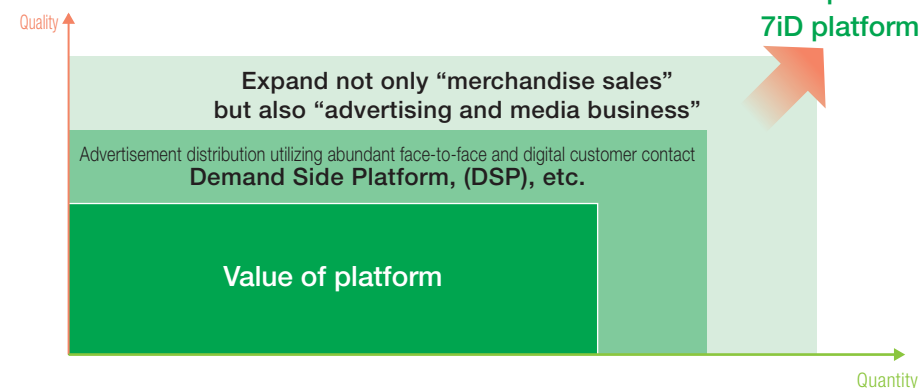 7iD platform
Quality
Expand not only “merchandise sales”
but also “advertising and media business”
Advertisement distribution utilizing abundant face-to-face and digital customer contact
Demand Side Platform, (DSP), etc.
Value of platform
Quantity